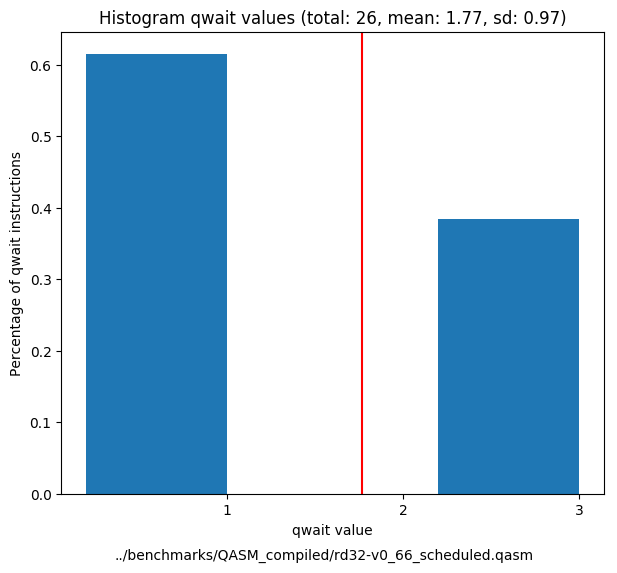 Histogram qwait values (total: 26, mean: 1.77, sd: 0.97)
Percentage of qwait instructions
0.6
0.5
0.4
0.3
0.2
0.1
0.0
1 2 3
qwait value
../benchmarks/QASM_compiled/rd32-v0_66_scheduled.qasm